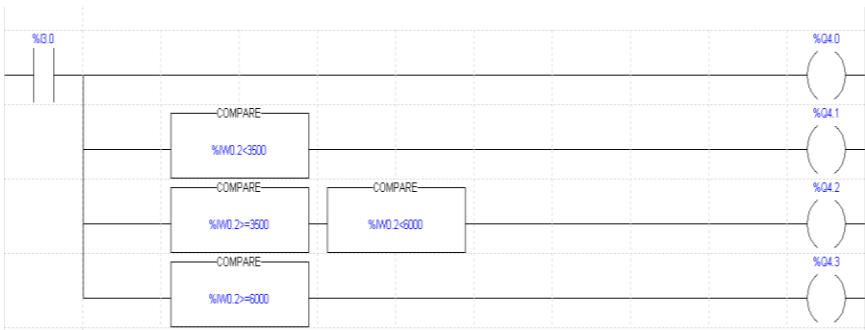 %I3.0 %Q4.0
COMPARE %Q4.1
%IW0.2<3500
COMPARE COMPARE %Q4.2
%IW0.2>=3500 %IW0.2<6000
COMPARE %Q4.3
%IW0.2>=6000